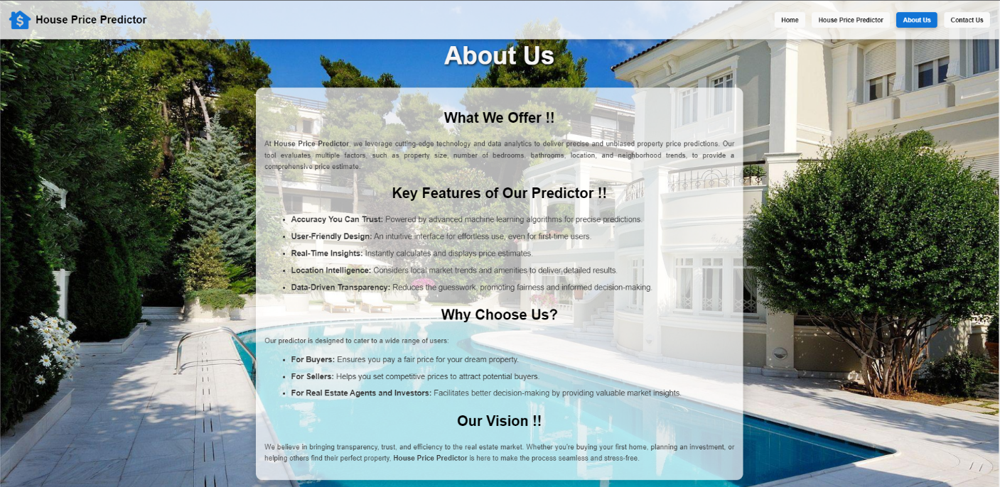 House Price Predictor
Home
House Price Predictor
About Us
Contact Us
About Us
What We Offer !!
At House Price Predictor, we leverage cutting-edge technology and data analytics to deliver precise and unbiased property price predictions. Our
tool evaluates multiple factors, such as property size, number of bedrooms, bathrooms, location, and neighborhood trends, to provide a
comprehensive price estimate.
Key Features of Our Predictor !!
• Accuracy You Can Trust: Powered by advanced machine learning algorithms for precise predictions.
• User-Friendly Design: An intuitive interface for effortless use, even for first-time users.
• Real-Time Insights: Instantly calculates and displays price estimates.
• Location Intelligence: Considers local market trends and amenities to deliver detailed results.
• Data-Driven Transparency: Reduces the guesswork, promoting fairness and informed decision-making.
Why Choose Us?
Our predictor is designed to cater to a wide range of users:
• For Buyers: Ensures you pay a fair price for your dream property.
• For Sellers: Helps you set competitive prices to attract potential buyers.
• For Real Estate Agents and Investors: Facilitates better decision-making by providing valuable market insights.
Our Vision !!
We believe in bringing transparency, trust, and efficiency to the real estate market. Whether you're buying your first home, planning an investment, or
helping others find their perfect property, House Price Predictor is here to make the process seamless and stress-free.